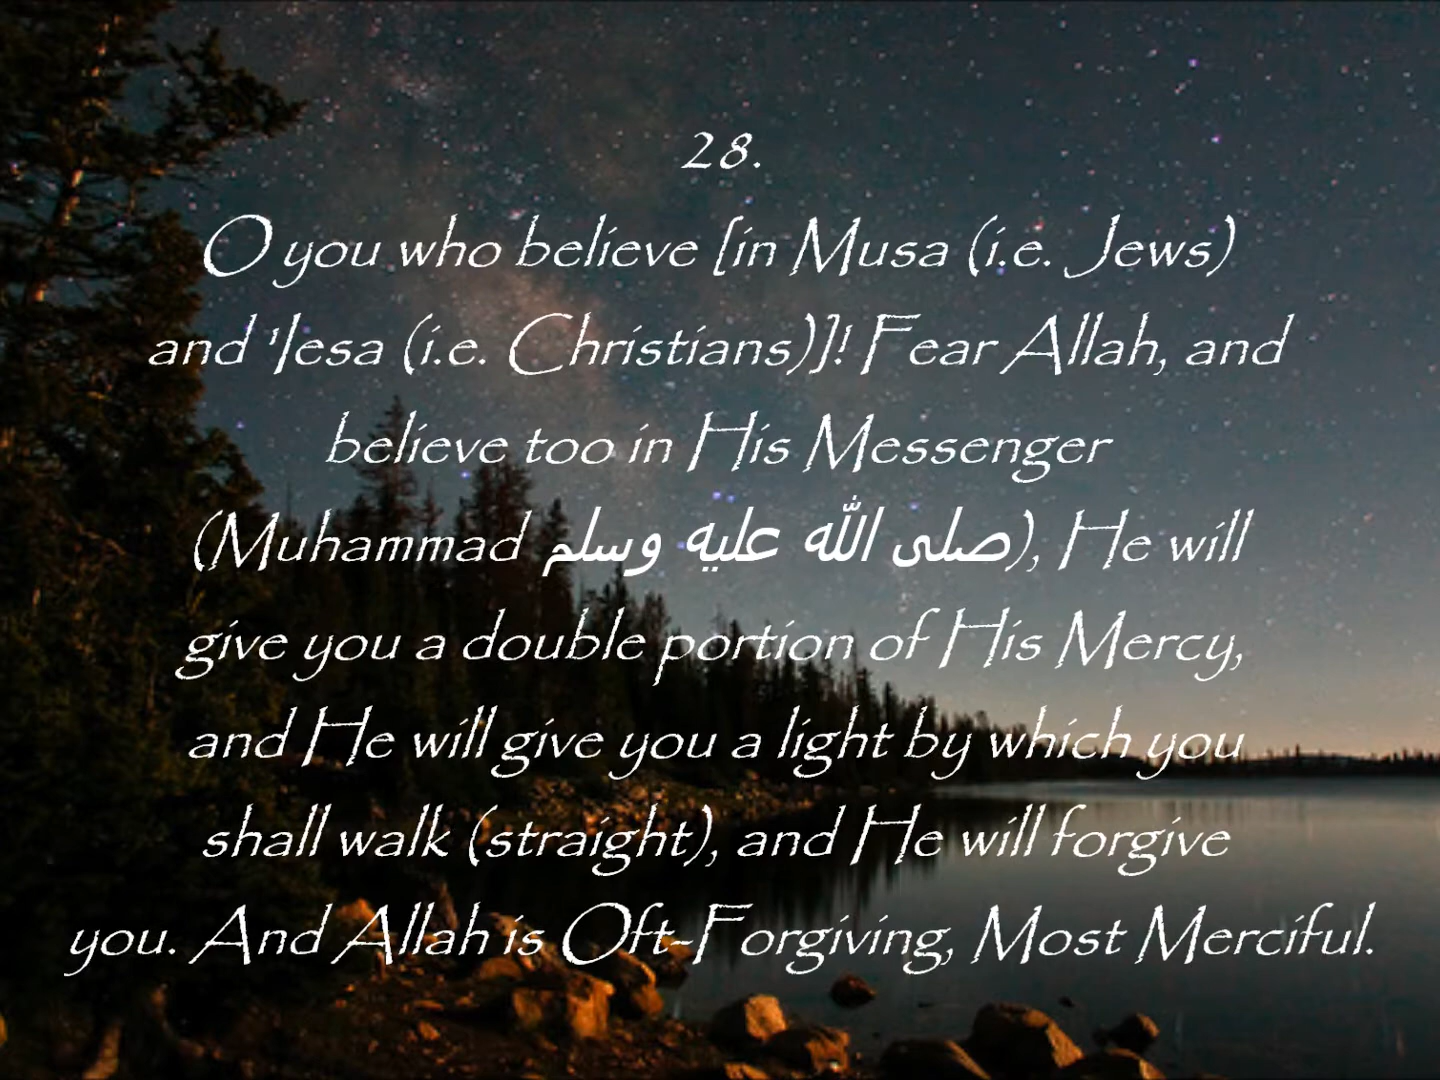 28.
O you who believe [in Musa (i.e. Jews)
and 'Iesa (i.e. Christians)]! Fear Allah, and
believe too in His Messenger
(Muhammad صلى الله عليه وسلم), He will
give you a double portion of His Mercy,
and He will give you a light by which you
shall walk (straight), and He will forgive
you. And Allah is Oft-Forgiving, Most Merciful.